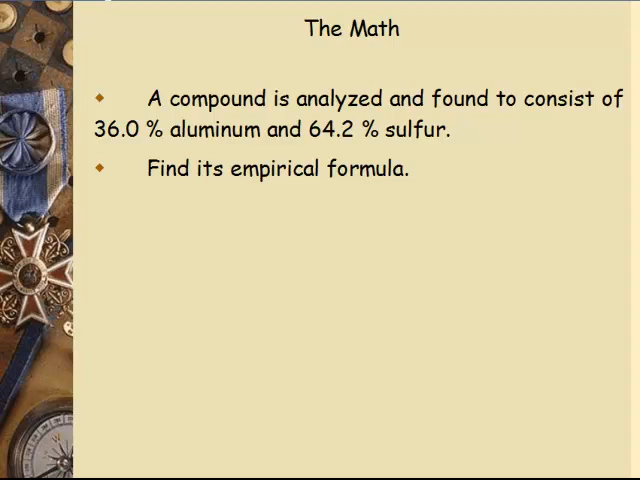 The Math
A compound is analyzed and found to consist of
36.0 % aluminum and 64.2 % sulfur.
Find its empirical formula.